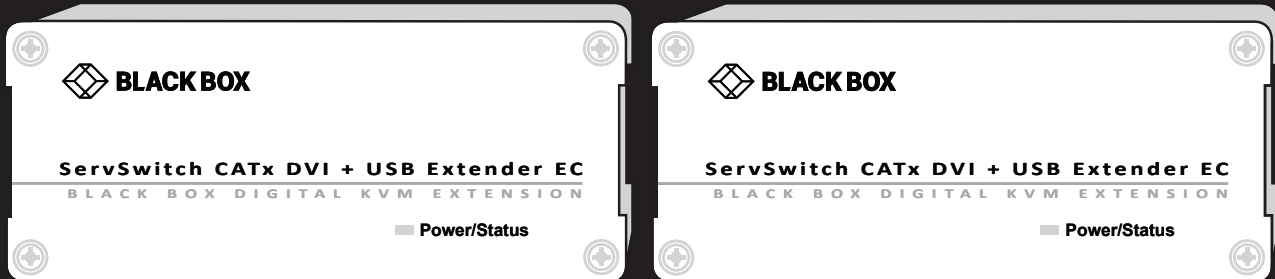 BLACK BOX
ServSwitch CATx DVI + USB Extender EC
BLACK BOX DIGITAL KVM EXTENSION
Power/Status
BLACK BOX
ServSwitch CATx DVI + USB Extender EC
BLACK BOX DIGITAL KVM EXTENSION
Power/Status